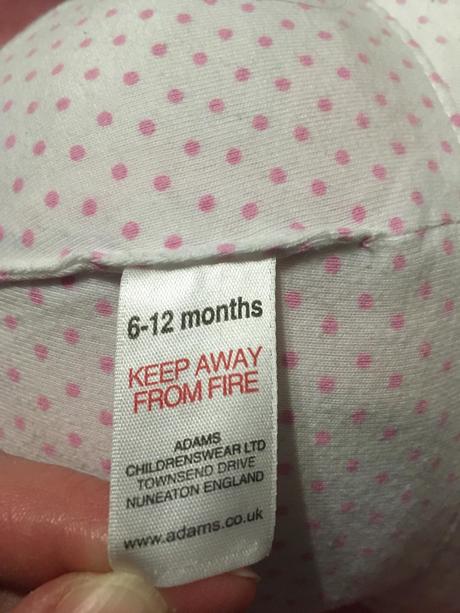 6-12 months
KEEP AWAY
FROM FIRE
ADAMS
CHILDRENSWEAR LTD
TOWNSEND DRIVE
NUNEATON ENGLAND
www.adams.co.uk